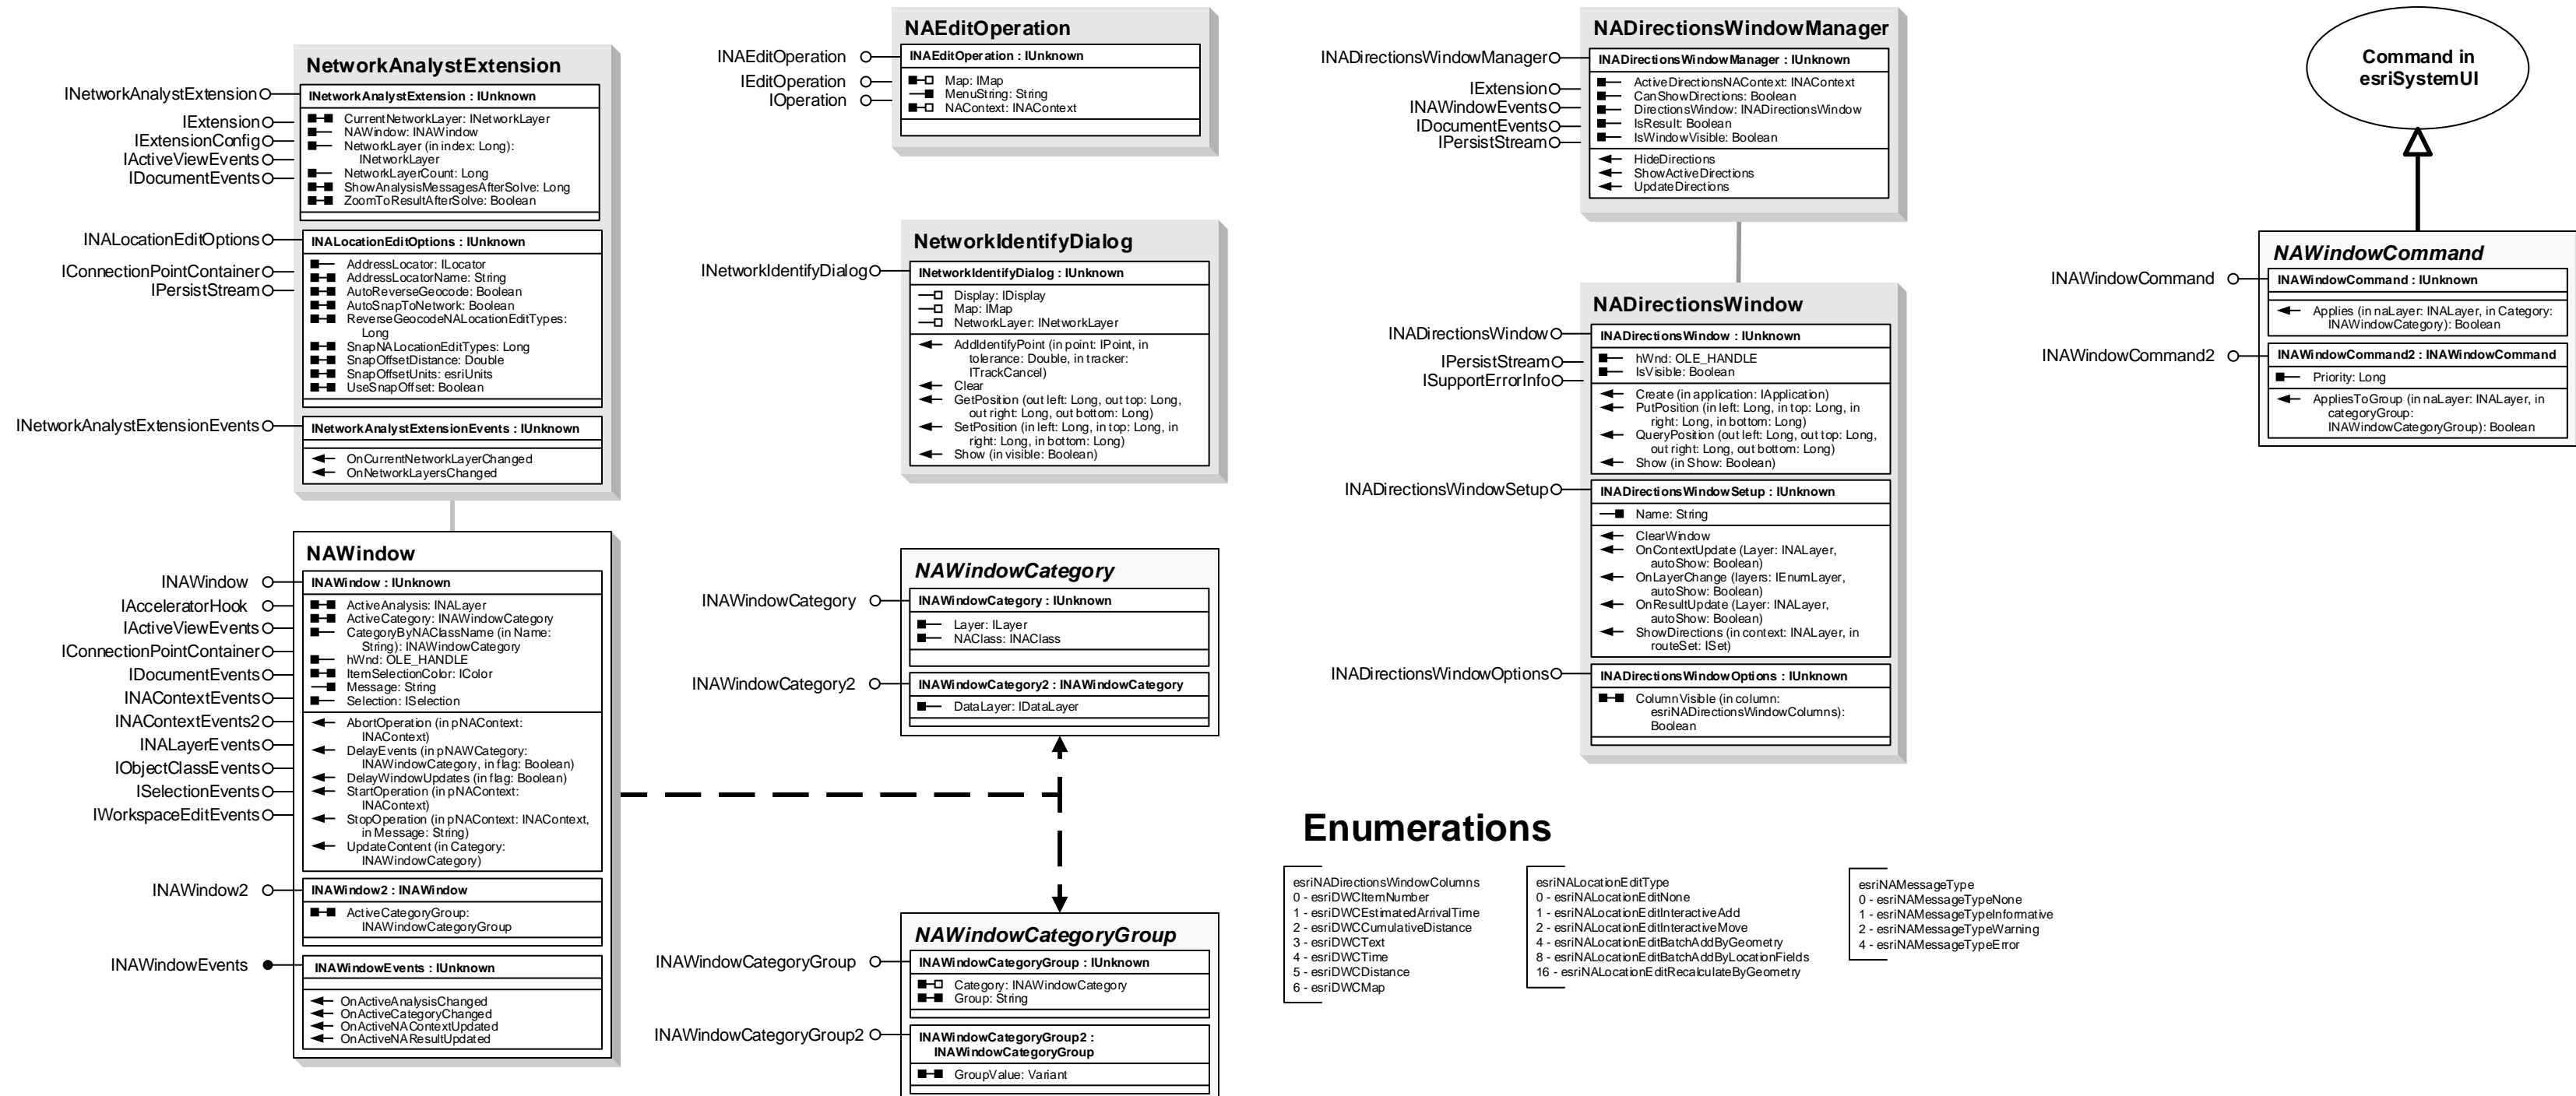 NetworkAnalystExtension
INetworkAnalystExtension
IExtension
IExtensionConfig
IActiveViewEvents
IDocumentEvents
INetworkAnalystExtension : IUnknown
CurrentNetworkLayer: INetworkLayer
NAWindow: INAWindow
NetworkLayer (in index: Long):
INetworkLayer
NetworkLayerCount: Long
ShowAnalysisMessagesAfterSolve: Long
ZoomToResultAfterSolve: Boolean
INALocationEditOptions
IConnectionPointContainer
IPersistStream
INALocationEditOptions : IUnknown
AddressLocator: ILocator
AddressLocatorName: String
AutoReverseGeocode: Boolean
AutoSnapToNetwork: Boolean
ReverseGeocodeNALocationEditTypes:
Long
SnapNALocationEditTypes: Long
SnapOffsetDistance: Double
SnapOffsetUnits: esriUnits
UseSnapOffset: Boolean
INetworkAnalystExtensionEvents
INetworkAnalystExtensionEvents : IUnknown
OnCurrentNetworkLayerChanged
OnNetworkLayersChanged
NAWindow
INAWindow
IAcceleratorHook
IActiveViewEvents
IConnectionPointContainer
IDocumentEvents
INAContextEvents
INAContextEvents2
INALayerEvents
IObjectClassEvents
ISelectionEvents
IWorkspaceEditEvents
INAWindow : IUnknown
ActiveAnalysis: INALayer
ActiveCategory: INAWindowCategory
CategoryByNAClassName (in Name:
String): INAWindowCategory
hWnd: OLE_HANDLE
ItemSelectionColor: IColor
Message: String
Selection: ISelection
AbortOperation (in pNAContext:
INAContext)
DelayEvents (in pNAWCategory:
INAWindowCategory, in flag: Boolean)
DelayWindowUpdates (in flag: Boolean)
StartOperation (in pNAContext:
INAContext)
StopOperation (in pNAContext: INAContext,
in Message: String)
UpdateContent (in Category:
INAWindowCategory)
INAWindow2
INAWindow2 : INAWindow
ActiveCategoryGroup:
INAWindowCategoryGroup
INAWindowEvents
INAWindowEvents : IUnknown
OnActiveAnalysisChanged
OnActiveCategoryChanged
OnActiveNAContextUpdated
OnActiveNAResultUpdated
NAEditOperation
INAEditOperation
IEditOperation
IOperation
INAEditOperation : IUnknown
Map: IMap
MenuString: String
NAContext: INAContext
NetworkIdentifyDialog
INetworkIdentifyDialog
INetworkIdentifyDialog : IUnknown
Display: IDisplay
Map: IMap
NetworkLayer: INetworkLayer
AddIdentifyPoint (in point: IPoint, in
tolerance: Double, in tracker:
ITrackCancel)
Clear
GetPosition (out left: Long, out top: Long,
out right: Long, out bottom: Long)
SetPosition (in left: Long, in top: Long, in
right: Long, in bottom: Long)
Show (in visible: Boolean)
NAWindowCategory
INAWindowCategory
INAWindowCategory : IUnknown
Layer: ILayer
NAClass: INAClass
INAWindowCategory2
INAWindowCategory2 : INAWindowCategory
DataLayer: IDataLayer
NAWindowCategoryGroup
INAWindowCategoryGroup
INAWindowCategoryGroup : IUnknown
Category: INAWindowCategory
Group: String
INAWindowCategoryGroup2
INAWindowCategoryGroup2 :
INAWindowCategoryGroup
GroupValue: Variant
NADirectionsWindowManager
INADirectionsWindowManager
IExtension
INAWindowEvents
IDocumentEvents
IPersistStream
INADirectionsWindowManager : IUnknown
ActiveDirectionsNAContext: INAContext
CanShowDirections: Boolean
DirectionsWindow: INADirectionsWindow
IsResult: Boolean
IsWindowVisible: Boolean
HideDirections
ShowActiveDirections
UpdateDirections
NADirectionsWindow
INADirectionsWindow
IPersistStream
ISupportErrorInfo
INADirectionsWindow : IUnknown
hWnd: OLE_HANDLE
IsVisible: Boolean
Create (in application: IApplication)
PutPosition (in left: Long, in top: Long, in
right: Long, in bottom: Long)
QueryPosition (out left: Long, out top: Long,
out right: Long, out bottom: Long)
Show (in Show: Boolean)
INADirectionsWindowSetup
INADirectionsWindowSetup : IUnknown
Name: String
ClearWindow
OnContextUpdate (Layer: INALayer,
autoShow: Boolean)
OnLayerChange (layers: IEnumLayer,
autoShow: Boolean)
OnResultUpdate (Layer: INALayer,
autoShow: Boolean)
ShowDirections (in context: INALayer, in
routeSet: ISet)
INADirectionsWindowOptions
INADirectionsWindowOptions : IUnknown
ColumnVisible (in column:
esriNADirectionsWindowColumns):
Boolean
Command in
esriSystemUI
NAWindowCommand
INAWindowCommand
INAWindowCommand : IUnknown
Applies (in naLayer: INALayer, in Category:
INAWindowCategory): Boolean
INAWindowCommand2
INAWindowCommand2 : INAWindowCommand
Priority: Long
AppliesToGroup (in naLayer: INALayer, in
categoryGroup:
INAWindowCategoryGroup): Boolean
Enumerations
esriNADirectionsWindowColumns
0 - esriDWCItemNumber
1 - esriDWCEstimatedArrivalTime
2 - esriDWCCumulativeDistance
3 - esriDWCText
4 - esriDWCTime
5 - esriDWCDistance
6 - esriDWCMap
esriNALocationEditType
0 - esriNALocationEditNone
1 - esriNALocationEditInteractiveAdd
2 - esriNALocationEditInteractiveMove
4 - esriNALocationEditBatchAddByGeometry
8 - esriNALocationEditBatchAddByLocationFields
16 - esriNALocationEditRecalculateByGeometry
esriNAMessageType
0 - esriNAMessageTypeNone
1 - esriNAMessageTypeInformative
2 - esriNAMessageTypeWarning
4 - esriNAMessageTypeError